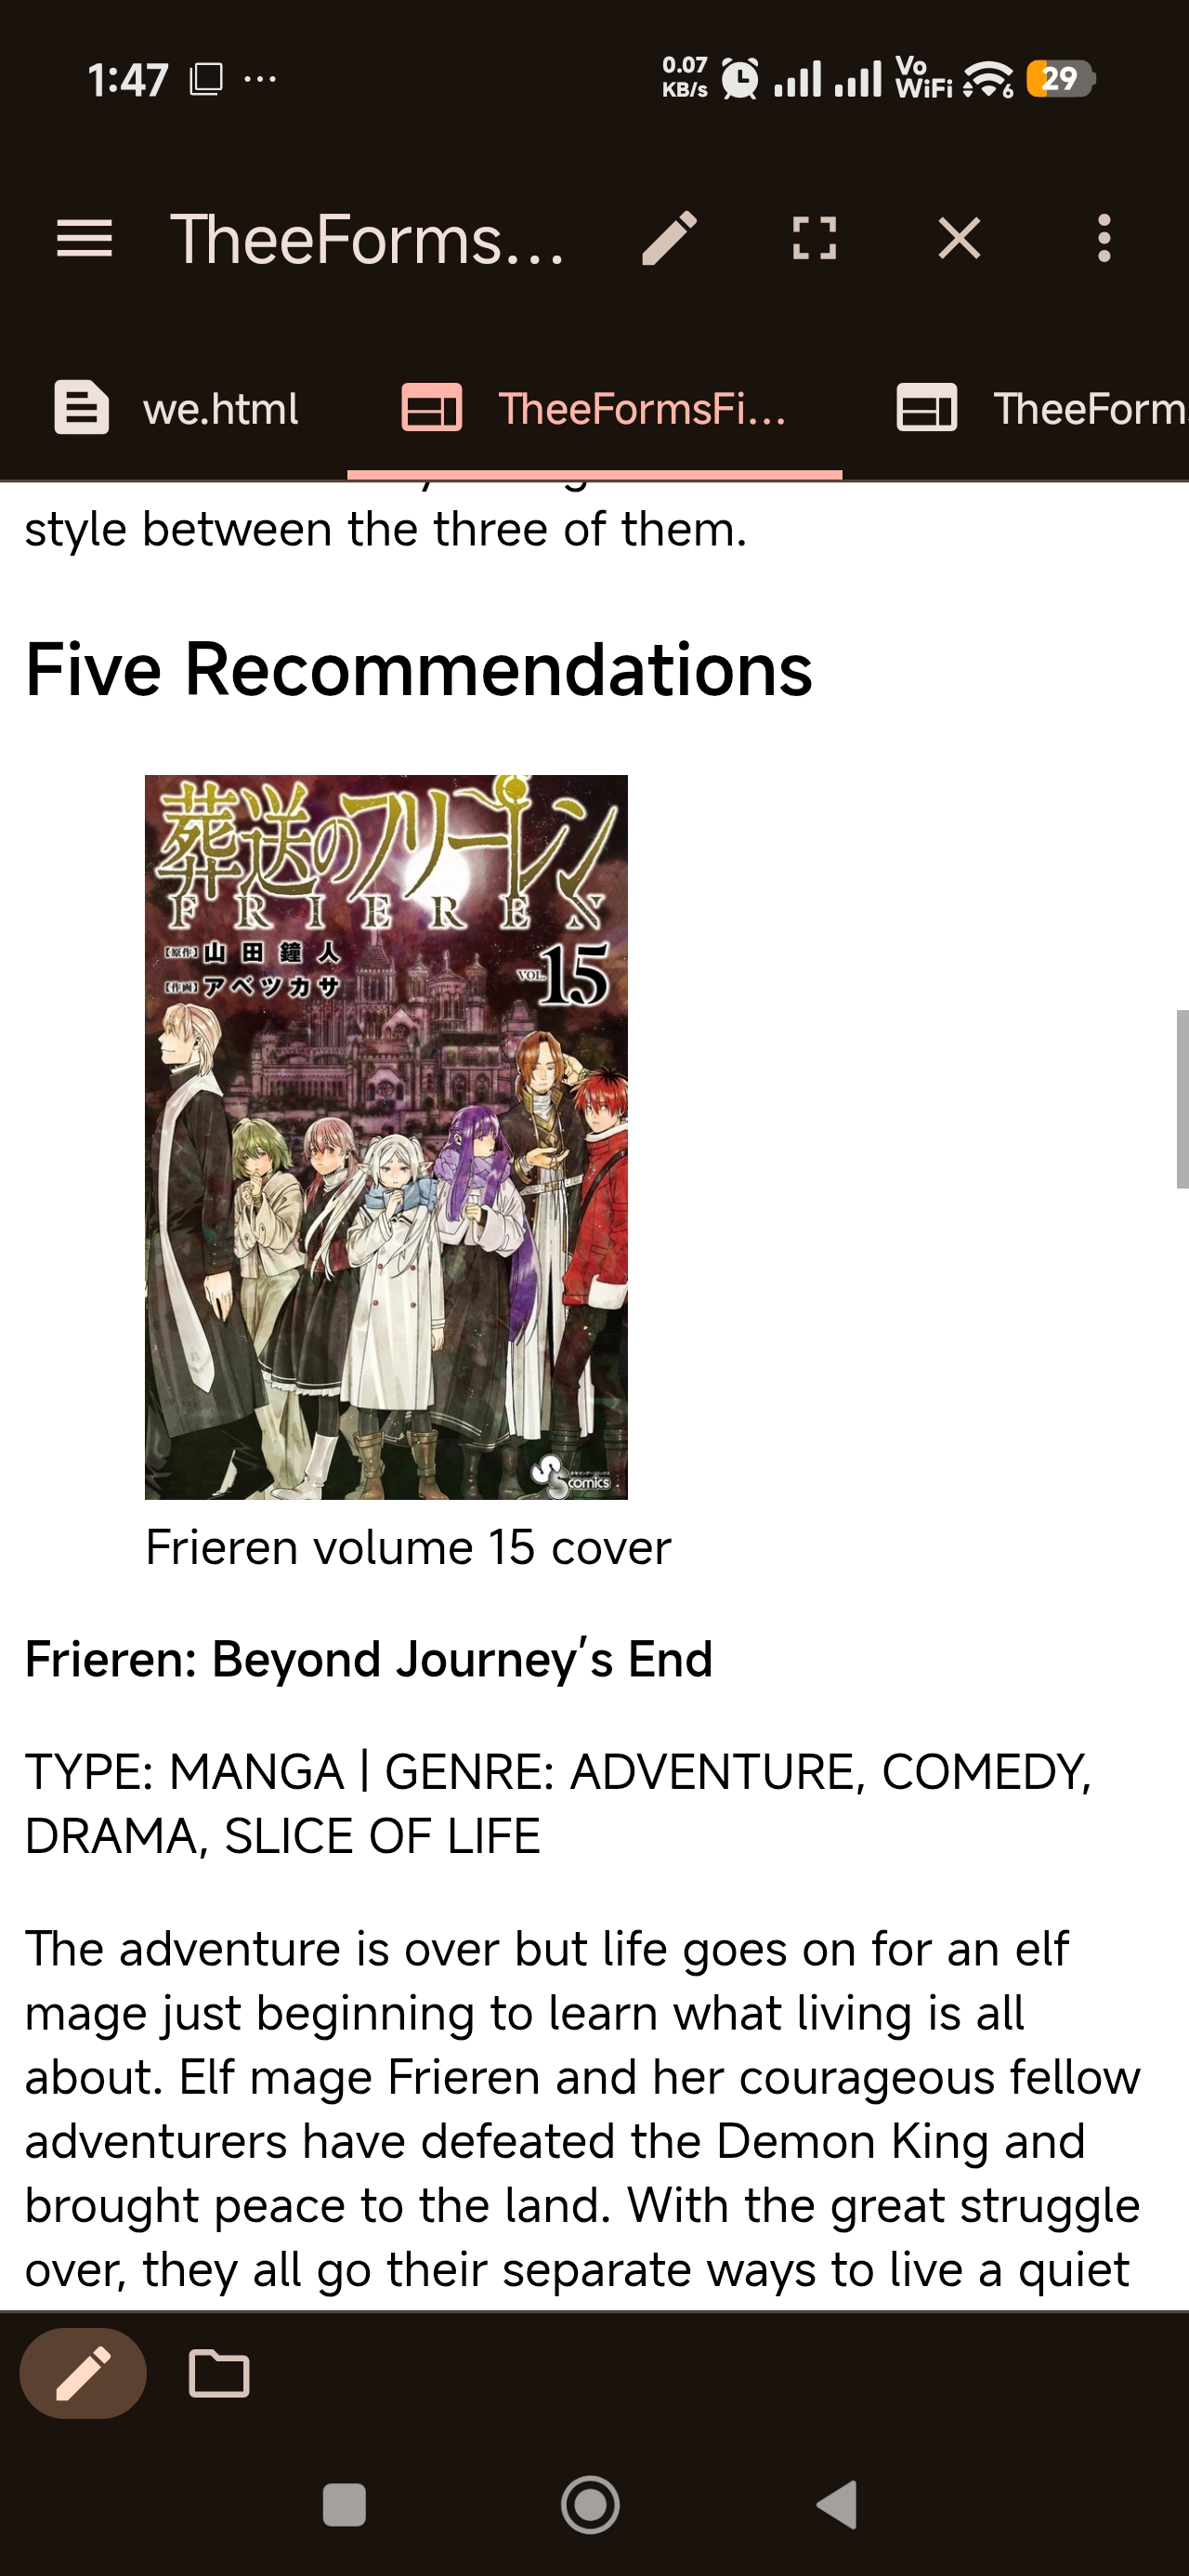 1:47 ...
0.07 KB/s Vo WiFi 6 29
TheeForms...
we.html TheeFormsFi... TheeForm
style between the three of them.
Five Recommendations
葬送のフリーレン
FRIEREN
[原作] 山田鐘人
[作画] アベツカサ
VOL. 15
comics
Frieren volume 15 cover
Frieren: Beyond Journey's End
TYPE: MANGA | GENRE: ADVENTURE, COMEDY,
DRAMA, SLICE OF LIFE
The adventure is over but life goes on for an elf
mage just beginning to learn what living is all
about. Elf mage Frieren and her courageous fellow
adventurers have defeated the Demon King and
brought peace to the land. With the great struggle
over, they all go their separate ways to live a quiet